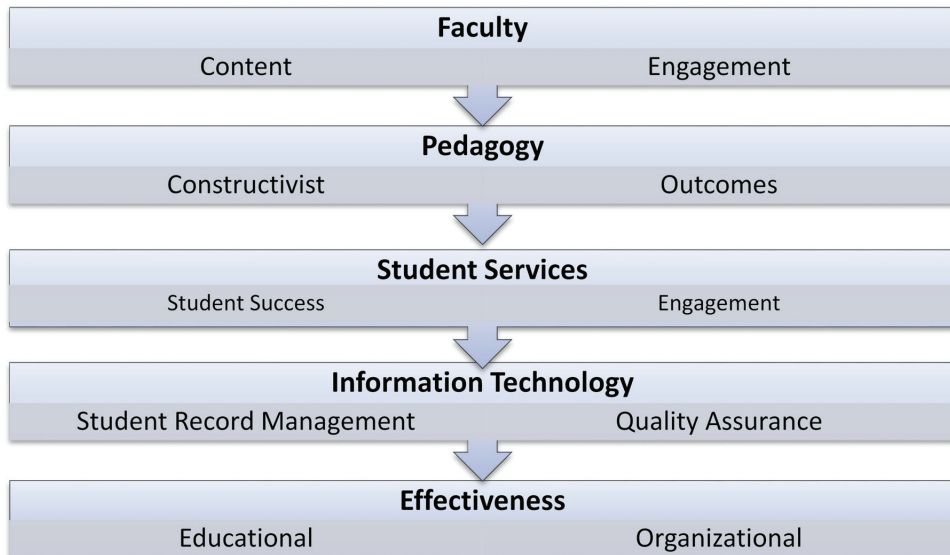 Faculty
Content Engagement
Pedagogy
Constructivist Outcomes
Student Services
Student Success Engagement
Information Technology
Student Record Management Quality Assurance
Effectiveness
Educational Organizational